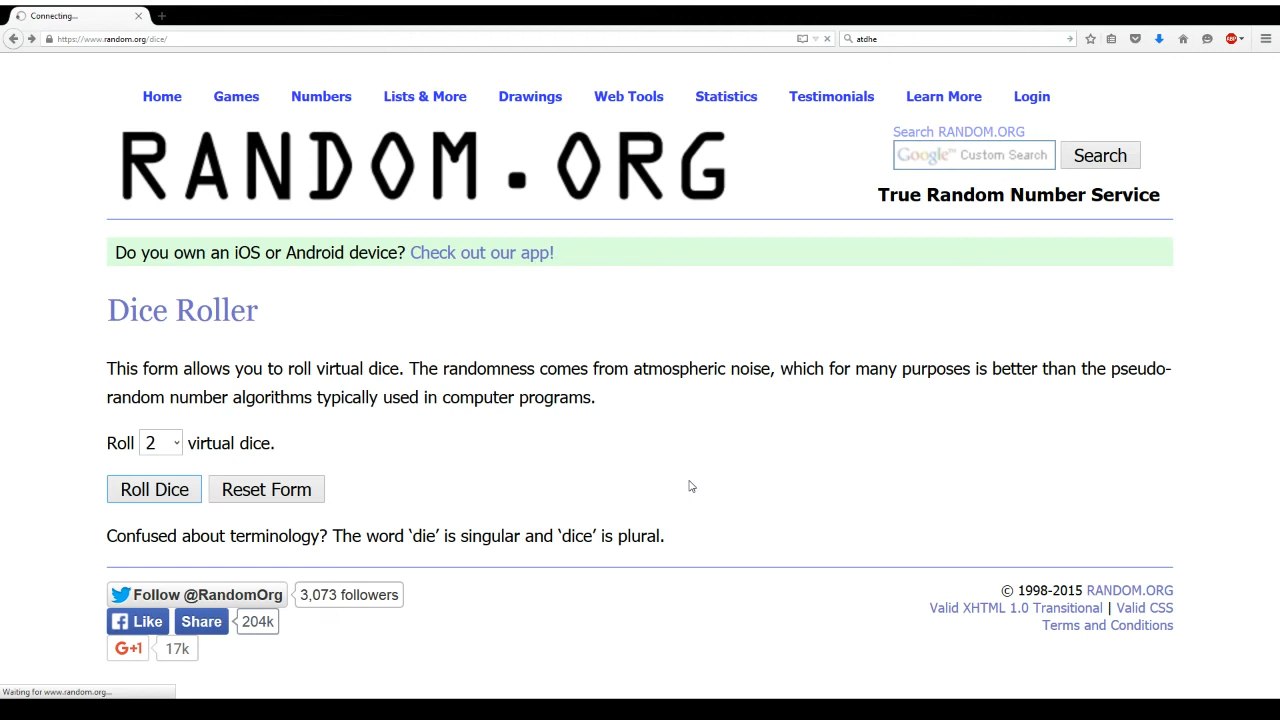 Connecting...
https://www.random.org/dice/
atdhe
ABP
Home Games Numbers Lists & More Drawings Web Tools Statistics Testimonials Learn More Login
RANDOM.ORG
Search RANDOM.ORG
Google™ Custom Search Search
True Random Number Service
Do you own an iOS or Android device? Check out our app!
Dice Roller
This form allows you to roll virtual dice. The randomness comes from atmospheric noise, which for many purposes is better than the pseudo-
random number algorithms typically used in computer programs.
Roll 2 virtual dice.
Roll Dice Reset Form
Confused about terminology? The word ‘die’ is singular and ‘dice’ is plural.
Follow @RandomOrg 3,073 followers
Like Share 204k
G+1 17k
© 1998-2015 RANDOM.ORG
Valid XHTML 1.0 Transitional | Valid CSS
Terms and Conditions
Waiting for www.random.org...